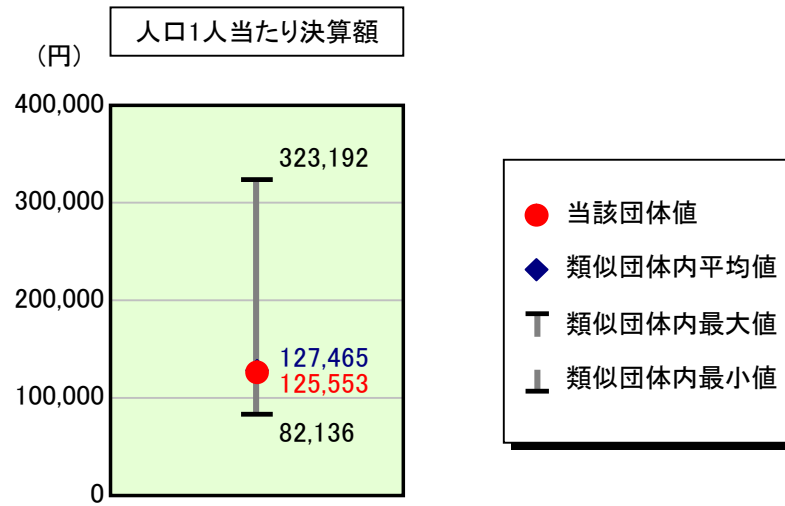 人口1人当たり決算額
(円)
400,000
300,000
200,000
100,000
0
323,192
127,465
125,553
82,136
当該団体値
類似団体内平均値
類似団体内最大値
類似団体内最小値